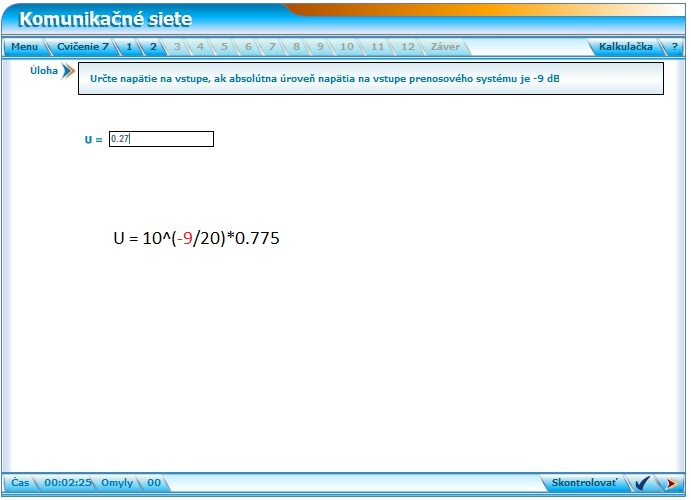 Komunikačné siete
Menu Cvičenie 7 1 2 3 4 5 6 7 8 9 10 11 12 Záver Kalkulačka ?
Úloha Určte napätie na vstupe, ak absolútna úroveň napätia na vstupe prenosového systému je -9 dB
U = 0.27
U = 10^(-9/20)*0.775
Čas 00:02:25 Omyly 00 Skontrolovať